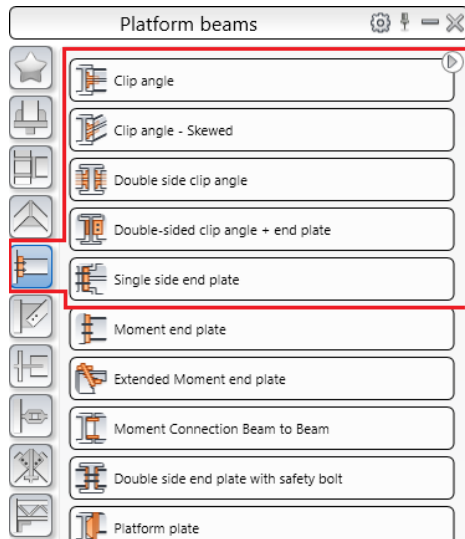 Platform beams
Clip angle
Clip angle - Skewed
Double side clip angle
Double-sided clip angle + end plate
Single side end plate
Moment end plate
Extended Moment end plate
Moment Connection Beam to Beam
Double side end plate with safety bolt
Platform plate